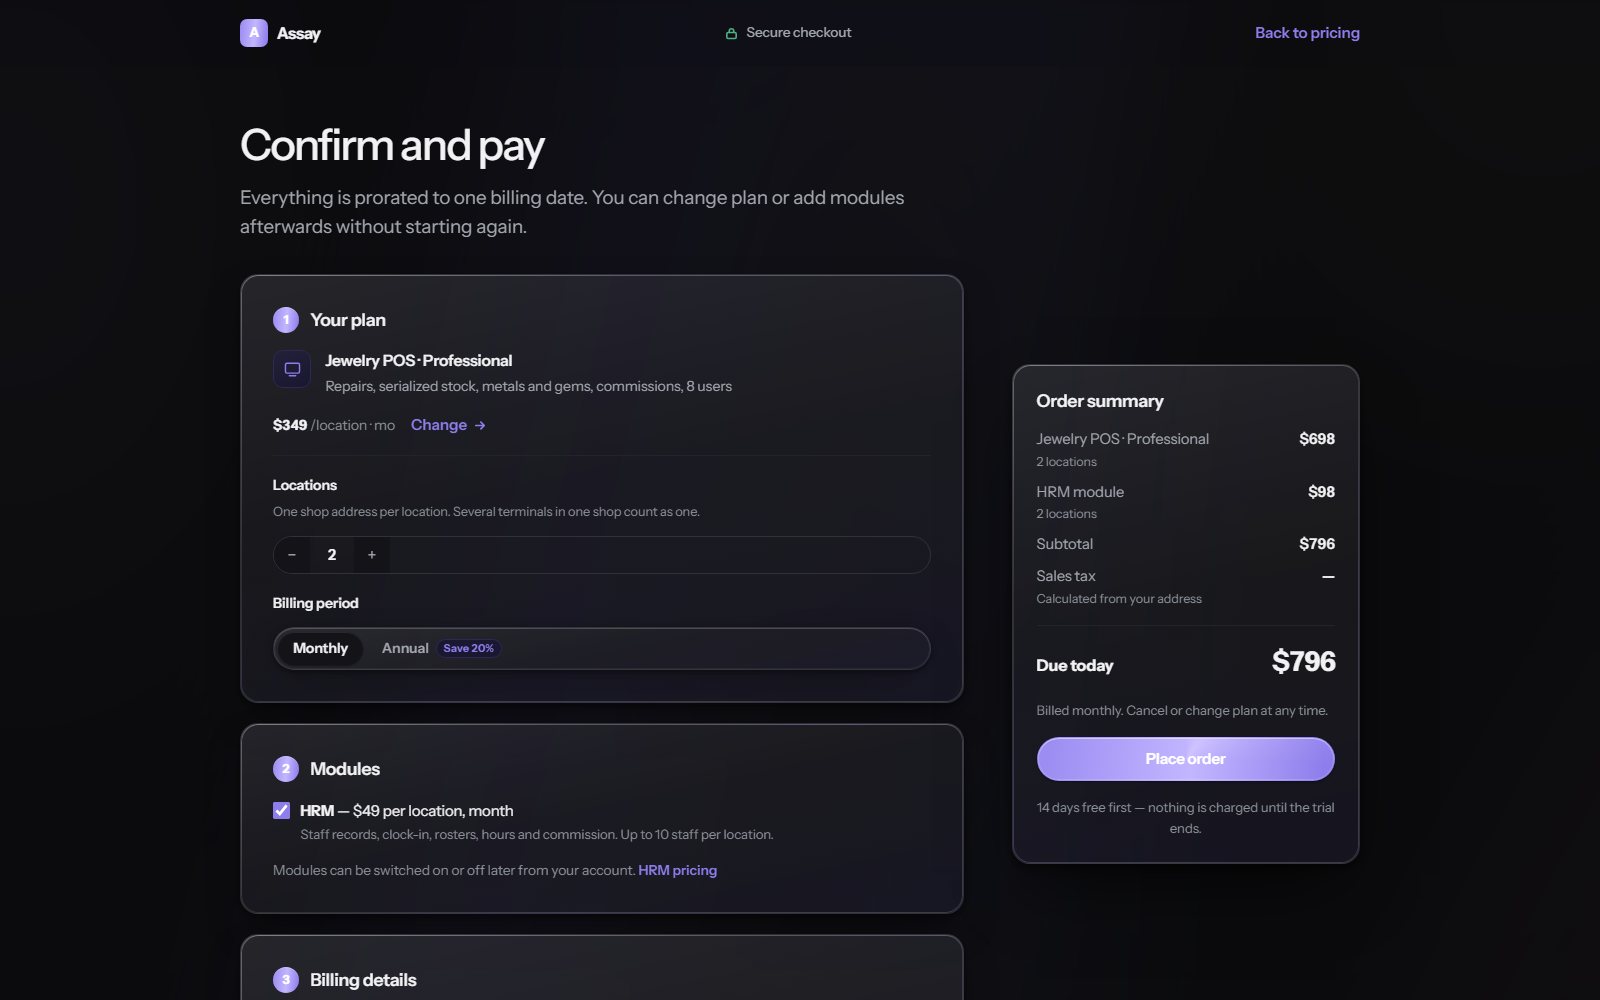 A Assay
Secure checkout
Back to pricing
Confirm and pay
Everything is prorated to one billing date. You can change plan or add modules
afterwards without starting again.
1 Your plan
Jewelry POS · Professional
Repairs, serialized stock, metals and gems, commissions, 8 users
$349 /location · mo Change →
Locations
One shop address per location. Several terminals in one shop count as one.
− 2 +
Billing period
Monthly Annual Save 20%
2 Modules
HRM — $49 per location, month
Staff records, clock-in, rosters, hours and commission. Up to 10 staff per location.
Modules can be switched on or off later from your account. HRM pricing
3 Billing details
Order summary
Jewelry POS · Professional $698
2 locations
HRM module $98
2 locations
Subtotal $796
Sales tax —
Calculated from your address
Due today $796
Billed monthly. Cancel or change plan at any time.
Place order
14 days free first — nothing is charged until the trial
ends.